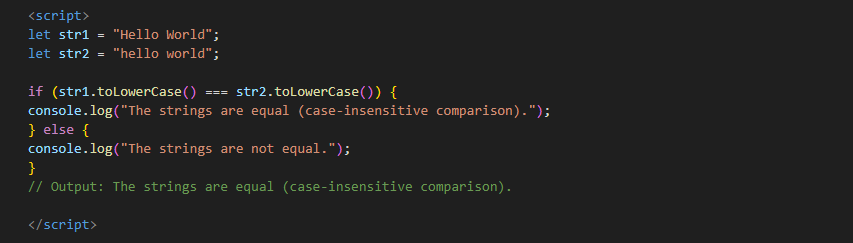 <script>
let str1 = "Hello World";
let str2 = "hello world";
if (str1.toLowerCase() === str2.toLowerCase()) {
console.log("The strings are equal (case-insensitive comparison).");
} else {
console.log("The strings are not equal.");
}
// Output: The strings are equal (case-insensitive comparison).
</script>